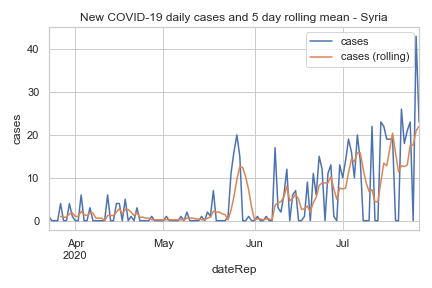 New COVID-19 daily cases and 5 day rolling mean - Syria
cases
cases (rolling)
cases
40
30
20
10
0
Apr
2020
May
Jun
Jul
dateRep